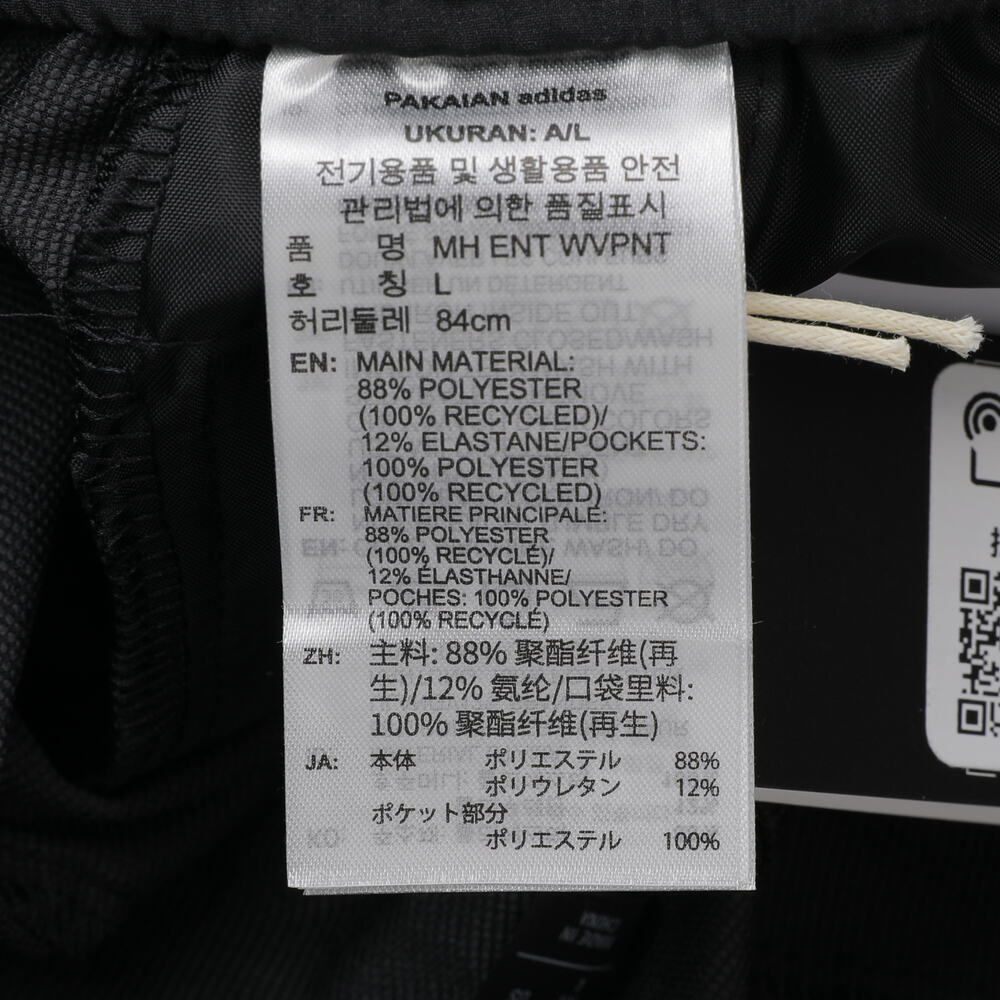 PAKAIAN adidas
UKURAN: A/L
전기용품 및 생활용품 안전
관리법에 의한 품질표시
품 명 MH ENT WVPNT
호 칭 L
허리둘레 84cm
EN: MAIN MATERIAL:
88% POLYESTER
(100% RECYCLED)/
12% ELASTANE/POCKETS:
100% POLYESTER
(100% RECYCLED)
FR: MATIERE PRINCIPALE:
88% POLYESTER
(100% RECYCLÉ)/
12% ÉLASTHANNE/
POCHES: 100% POLYESTER
(100% RECYCLÉ)
ZH: 主料: 88% 聚酯纤维(再
生)/12% 氨纶/口袋里料:
100% 聚酯纤维(再生)
JA: 本体 ポリエステル 88%
ポリウレタン 12%
ポケット部分
ポリエステル 100%